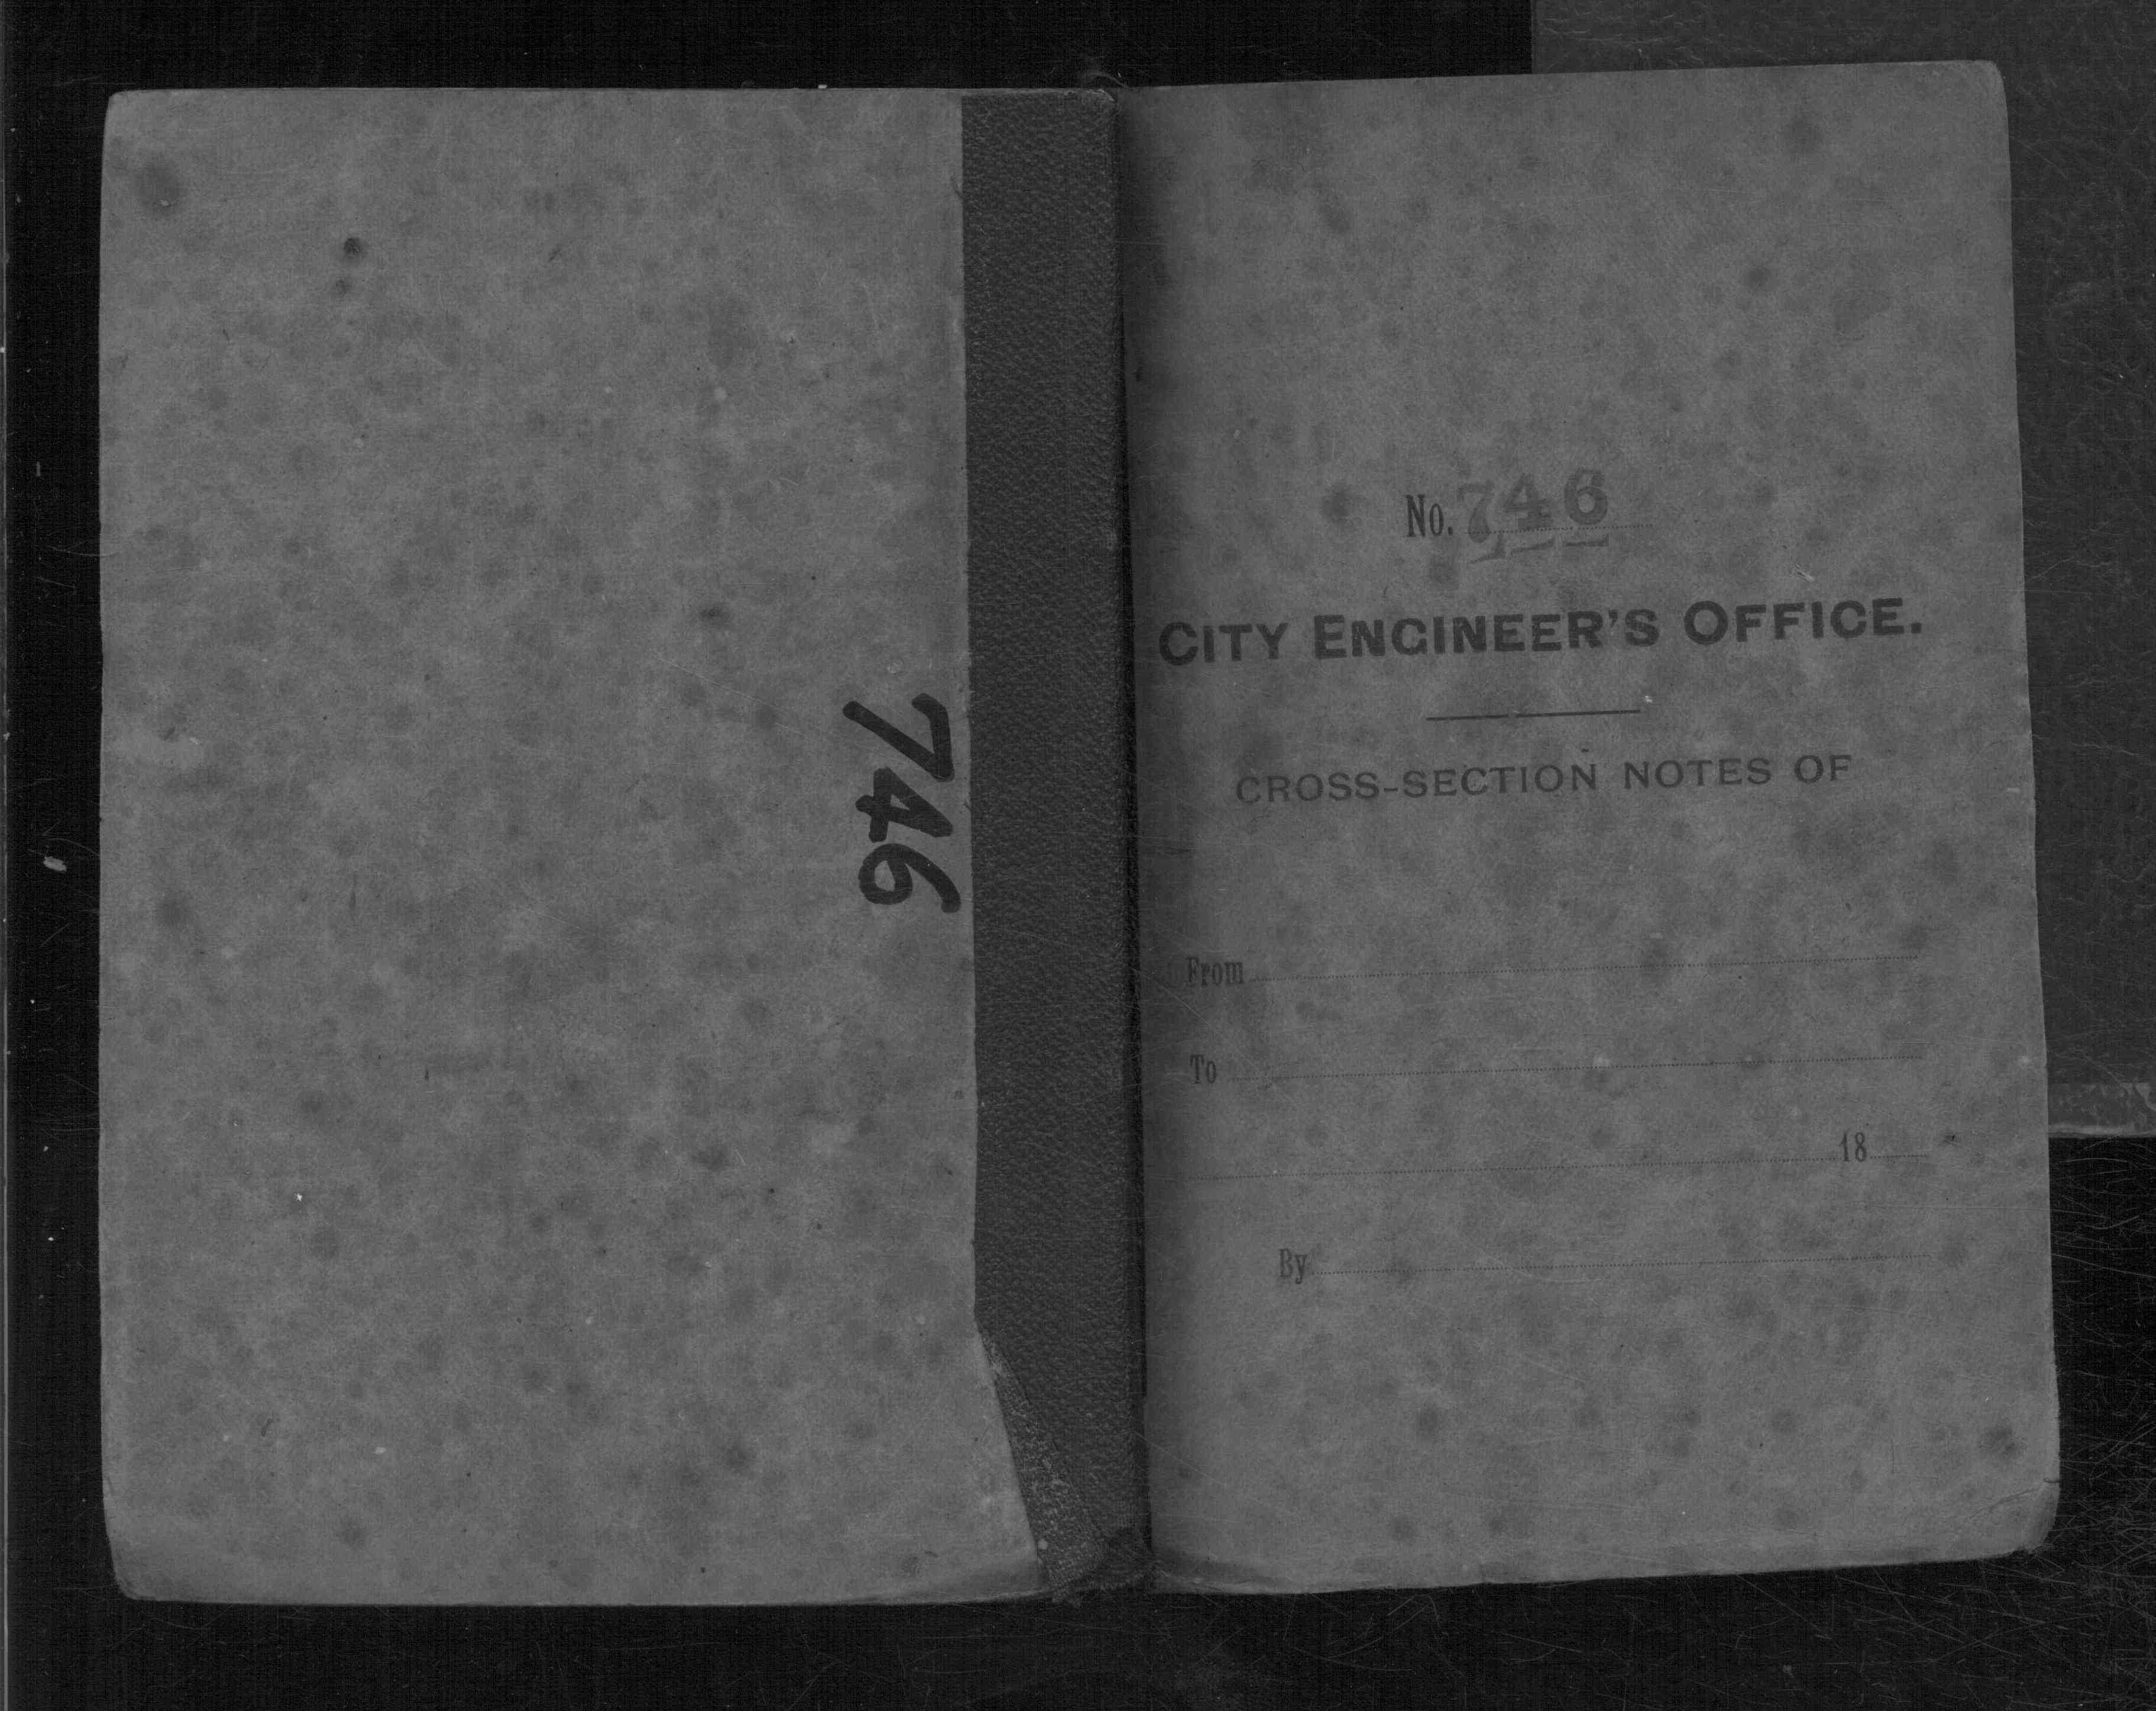 746
No. 746
CITY ENGINEER'S OFFICE.
CROSS-SECTION NOTES OF
From
To
18
By